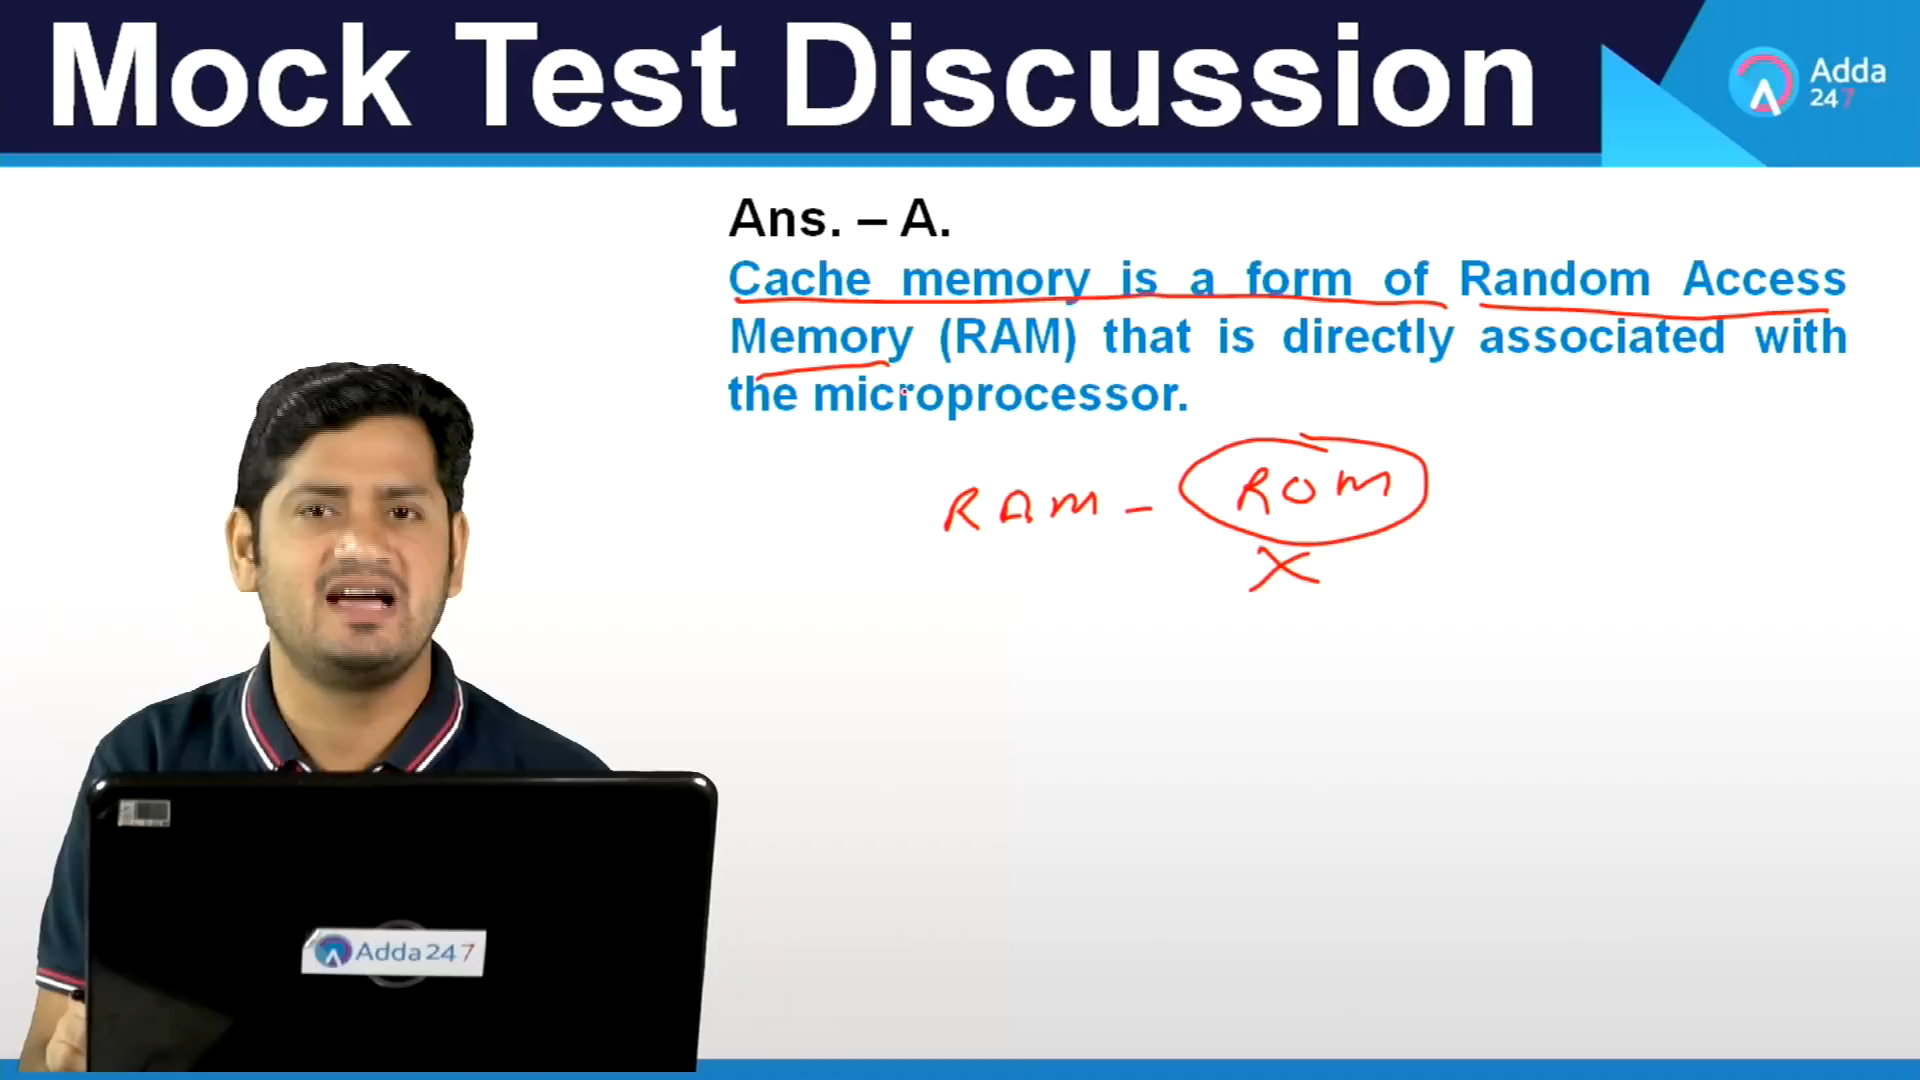 Mock Test Discussion
Adda
247
Ans. – A.
Cache memory is a form of Random Access
Memory (RAM) that is directly associated with
the microprocessor.
RAM - ROM
X
Adda247